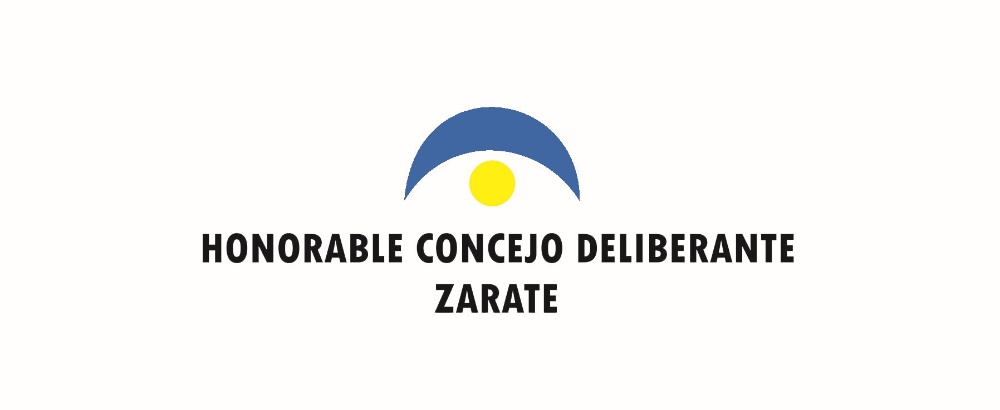 HONORABLE CONCEJO DELIBERANTE
ZARATE